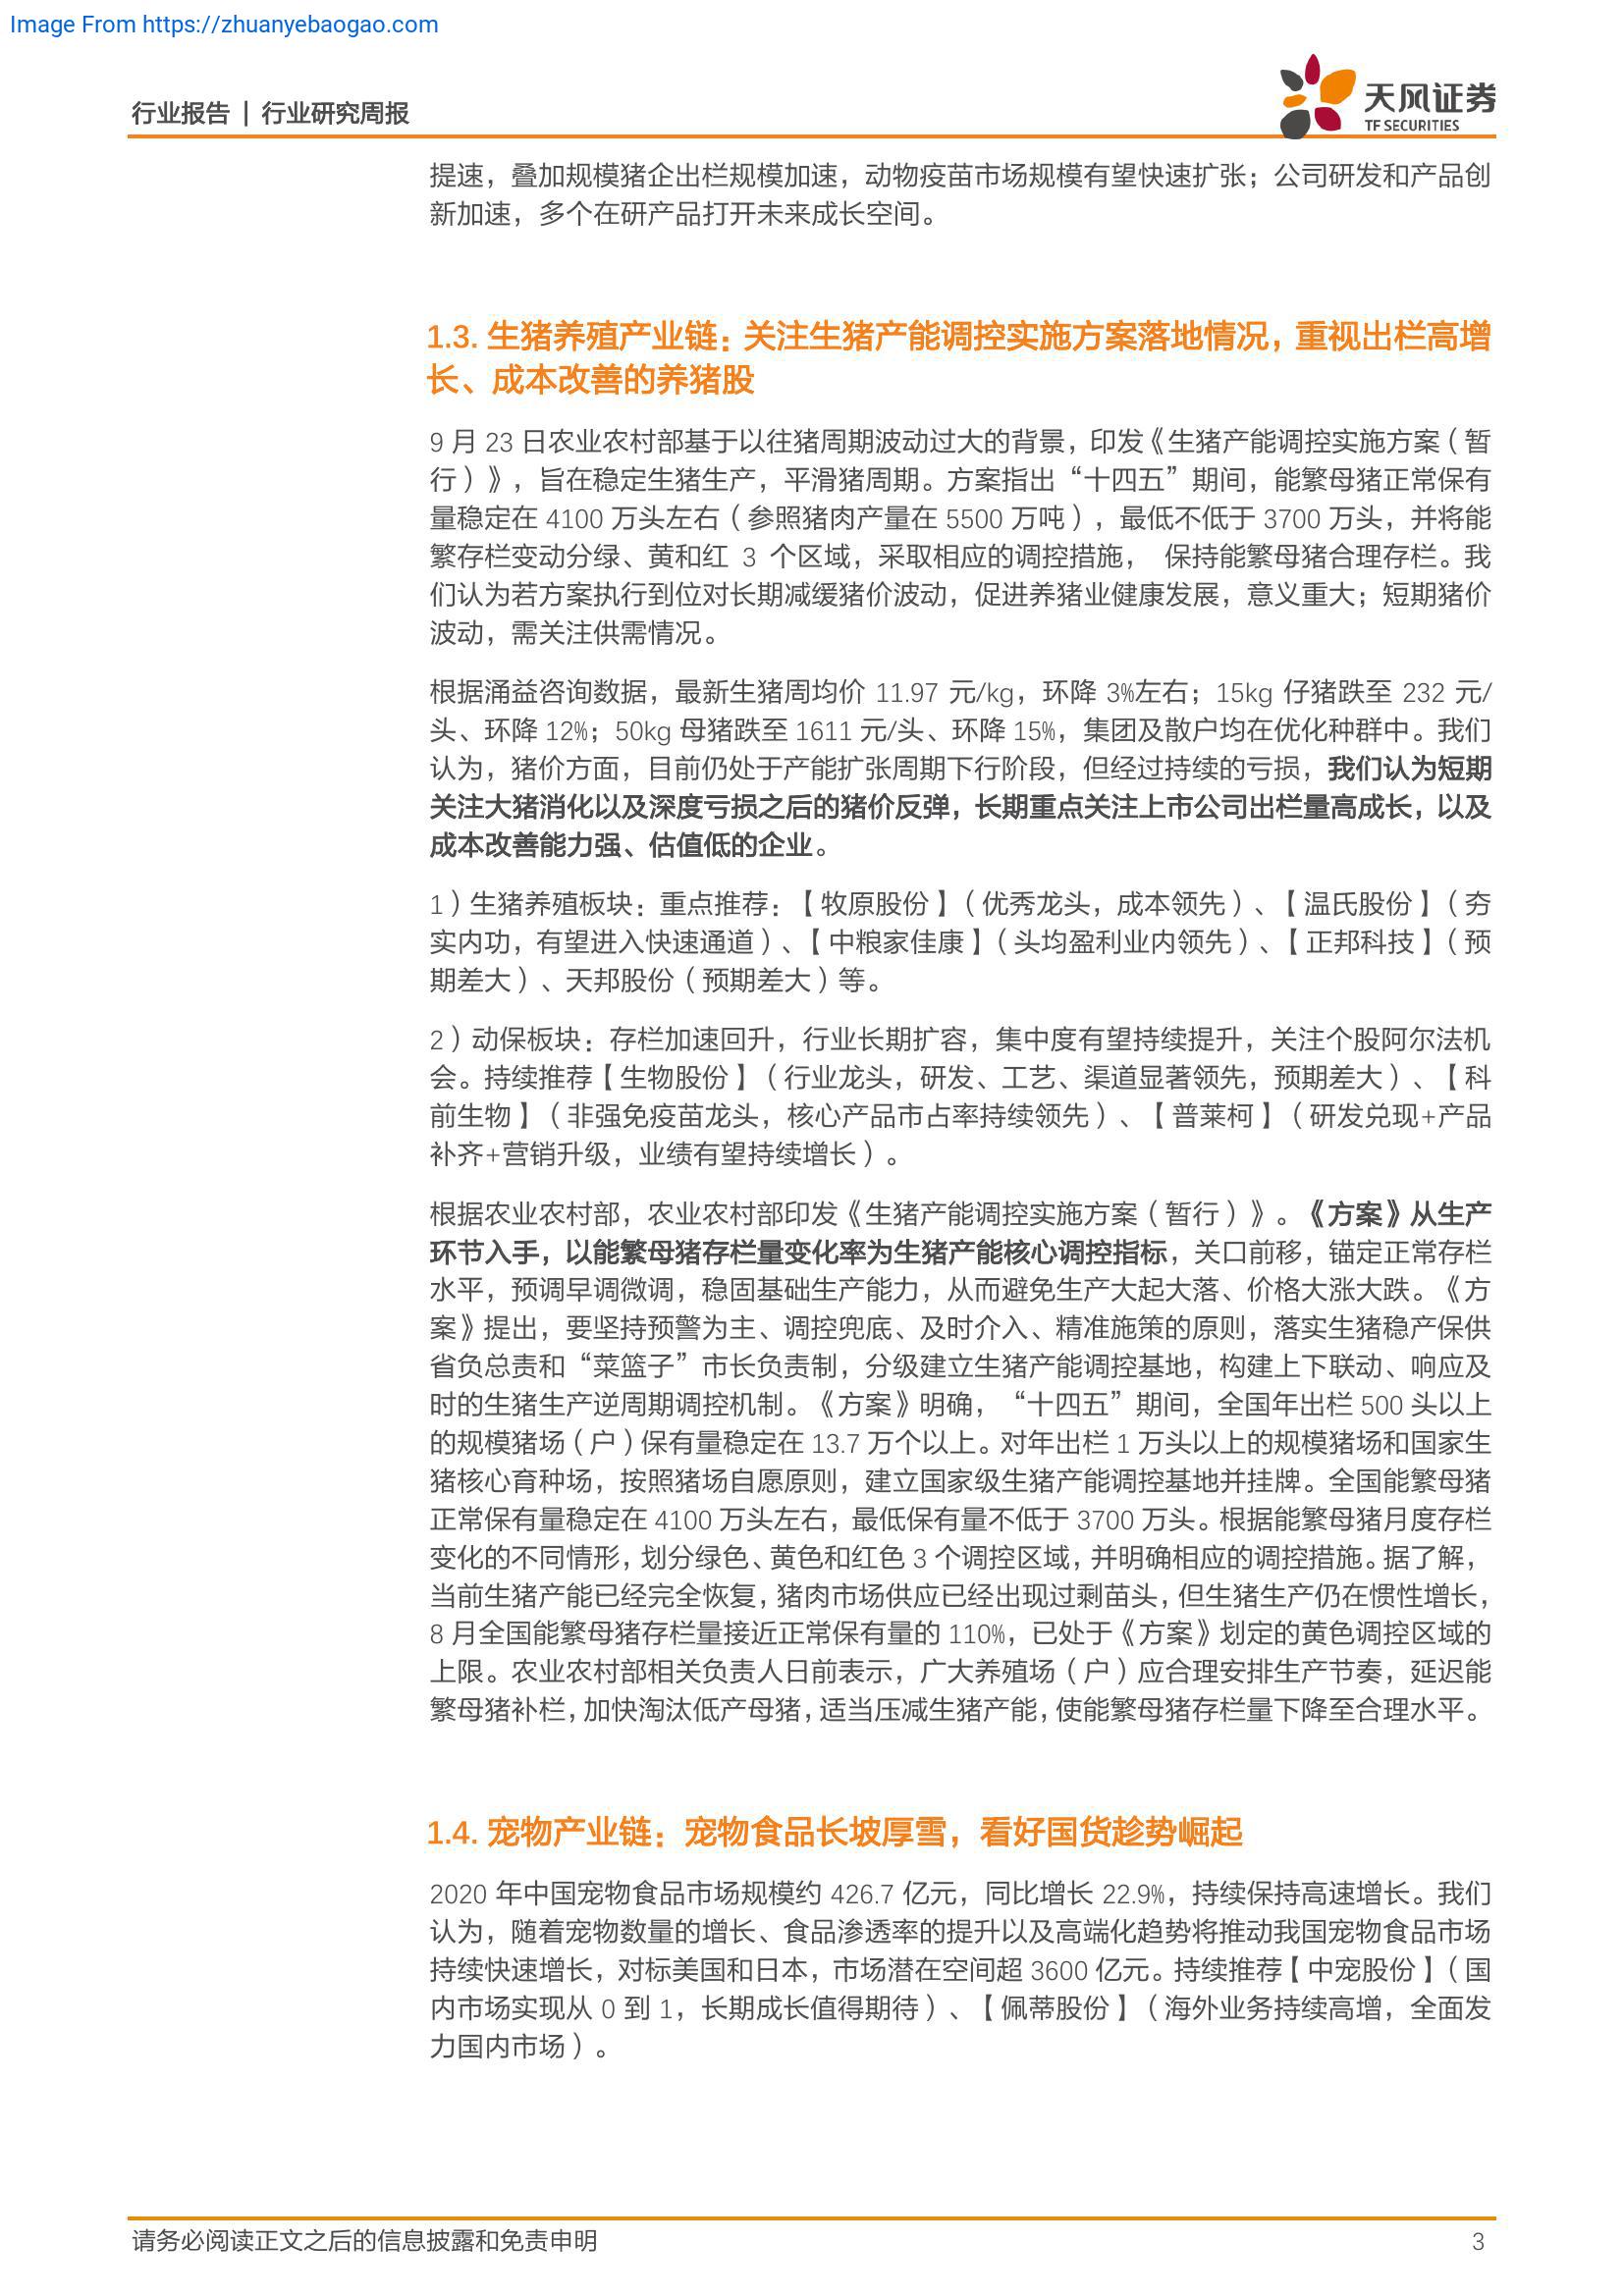 Image From https://zhuanyebaogao.com
行业报告 | 行业研究周报
天风证券
TF SECURITIES
提速，叠加规模猪企出栏规模加速，动物疫苗市场规模有望快速扩张；公司研发和产品创
新加速，多个在研产品打开未来成长空间。
1.3. 生猪养殖产业链：关注生猪产能调控实施方案落地情况，重视出栏高增
长、成本改善的养猪股
9 月 23 日农业农村部基于以往猪周期波动过大的背景，印发《生猪产能调控实施方案（暂
行）》，旨在稳定生猪生产，平滑猪周期。方案指出“十四五”期间，能繁母猪正常保有
量稳定在 4100 万头左右（参照猪肉产量在 5500 万吨），最低不低于 3700 万头，并将能
繁存栏变动分绿、黄和红 3 个区域，采取相应的调控措施， 保持能繁母猪合理存栏。我
们认为若方案执行到位对长期减缓猪价波动，促进养猪业健康发展，意义重大；短期猪价
波动，需关注供需情况。
根据涌益咨询数据，最新生猪周均价 11.97 元/kg，环降 3%左右；15kg 仔猪跌至 232 元/
头、环降 12%；50kg 母猪跌至 1611 元/头、环降 15%，集团及散户均在优化种群中。我们
认为，猪价方面，目前仍处于产能扩张周期下行阶段，但经过持续的亏损，我们认为短期
关注大猪消化以及深度亏损之后的猪价反弹，长期重点关注上市公司出栏量高成长，以及
成本改善能力强、估值低的企业。
1）生猪养殖板块：重点推荐：【牧原股份】（优秀龙头，成本领先）、【温氏股份】（夯
实内功，有望进入快速通道）、【中粮家佳康】（头均盈利业内领先）、【正邦科技】（预
期差大）、天邦股份（预期差大）等。
2）动保板块：存栏加速回升，行业长期扩容，集中度有望持续提升，关注个股阿尔法机
会。持续推荐【生物股份】（行业龙头，研发、工艺、渠道显著领先，预期差大）、【科
前生物】（非强免疫苗龙头，核心产品市占率持续领先）、【普莱柯】（研发兑现+产品
补齐+营销升级，业绩有望持续增长）。
根据农业农村部，农业农村部印发《生猪产能调控实施方案（暂行）》。《方案》从生产
环节入手，以能繁母猪存栏量变化率为生猪产能核心调控指标，关口前移，锚定正常存栏
水平，预调早调微调，稳固基础生产能力，从而避免生产大起大落、价格大涨大跌。《方
案》提出，要坚持预警为主、调控兜底、及时介入、精准施策的原则，落实生猪稳产保供
省负总责和“菜篮子”市长负责制，分级建立生猪产能调控基地，构建上下联动、响应及
时的生猪生产逆周期调控机制。《方案》明确，“十四五”期间，全国年出栏 500 头以上
的规模猪场（户）保有量稳定在 13.7 万个以上。对年出栏 1 万头以上的规模猪场和国家生
猪核心育种场，按照猪场自愿原则，建立国家级生猪产能调控基地并挂牌。全国能繁母猪
正常保有量稳定在 4100 万头左右，最低保有量不低于 3700 万头。根据能繁母猪月度存栏
变化的不同情形，划分绿色、黄色和红色 3 个调控区域，并明确相应的调控措施。据了解，
当前生猪产能已经完全恢复，猪肉市场供应已经出现过剩苗头，但生猪生产仍在惯性增长，
8 月全国能繁母猪存栏量接近正常保有量的 110%，已处于《方案》划定的黄色调控区域的
上限。农业农村部相关负责人日前表示，广大养殖场（户）应合理安排生产节奏，延迟能
繁母猪补栏，加快淘汰低产母猪，适当压减生猪产能，使能繁母猪存栏量下降至合理水平。
1.4. 宠物产业链：宠物食品长坡厚雪，看好国货趁势崛起
2020 年中国宠物食品市场规模约 426.7 亿元，同比增长 22.9%，持续保持高速增长。我们
认为，随着宠物数量的增长、食品渗透率的提升以及高端化趋势将推动我国宠物食品市场
持续快速增长，对标美国和日本，市场潜在空间超 3600 亿元。持续推荐【中宠股份】（国
内市场实现从 0 到 1，长期成长值得期待）、【佩蒂股份】（海外业务持续高增，全面发
力国内市场）。
请务必阅读正文之后的信息披露和免责申明
3